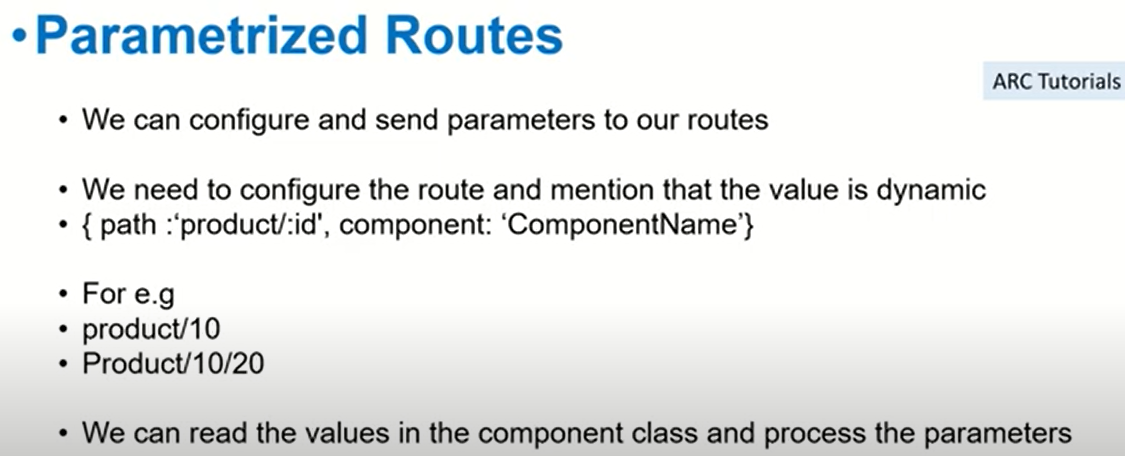 • Parametrized Routes
ARC Tutorials
• We can configure and send parameters to our routes
• We need to configure the route and mention that the value is dynamic
• { path :‘product/:id', component: ‘ComponentName’}
• For e.g
• product/10
• Product/10/20
• We can read the values in the component class and process the parameters